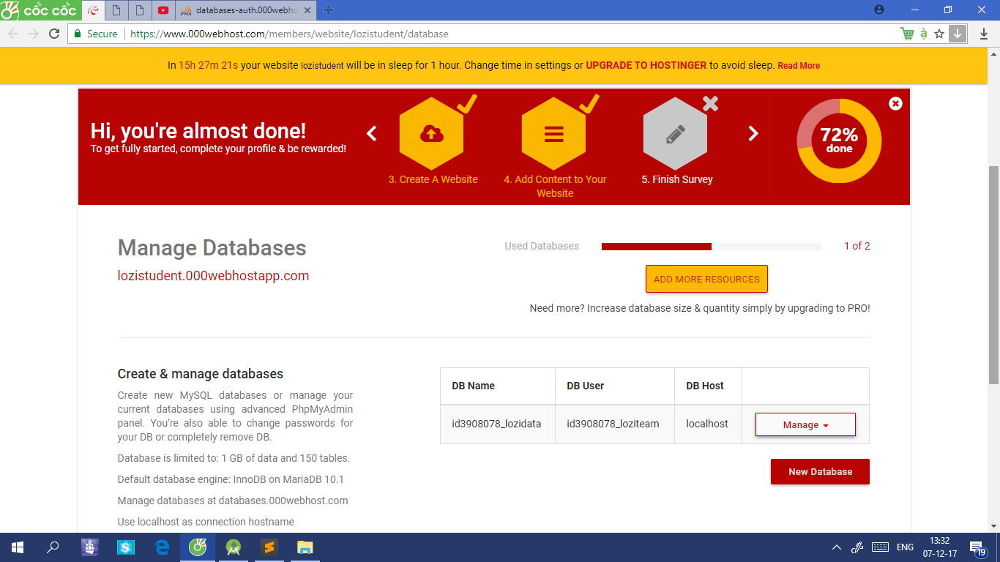 CỐC CỐC
PMA databases-auth.000webho
Secure https://www.000webhost.com/members/website/lozistudent/database
à
In 15h 27m 21s your website lozistudent will be in sleep for 1 hour. Change time in settings or UPGRADE TO HOSTINGER to avoid sleep. Read More
Hi, you're almost done!
To get fully started, complete your profile & be rewarded!
3. Create A Website
4. Add Content to Your
Website
5. Finish Survey
72%
done
Manage Databases
lozistudent.000webhostapp.com
Used Databases 1 of 2
ADD MORE RESOURCES
Need more? Increase database size & quantity simply by upgrading to PRO!
Create & manage databases
Create new MySQL databases or manage your
current databases using advanced PhpMyAdmin
panel. You're also able to change passwords for
your DB or completely remove DB.
Database is limited to: 1 GB of data and 150 tables.
Default database engine: InnoDB on MariaDB 10.1
Manage databases at databases.000webhost.com
Use localhost as connection hostname
DB Name DB User DB Host
id3908078_lozidata id3908078_loziteam localhost Manage
New Database
ENG
13:32
07-12-17
19